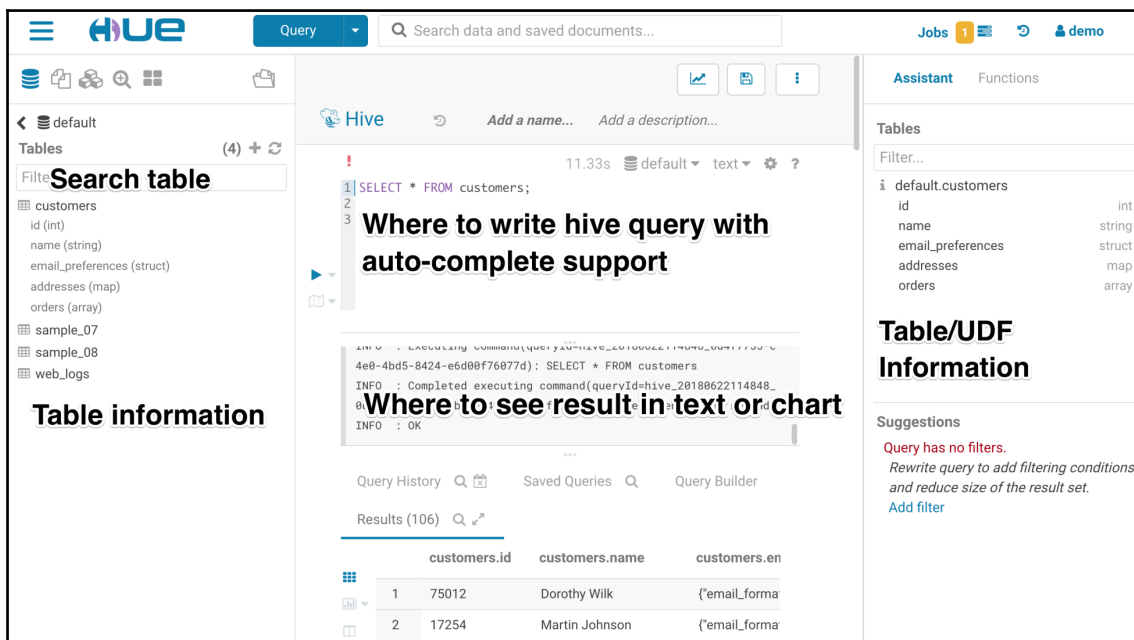 HUE
Query
Search data and saved documents...
Jobs 1
demo
default
Tables (4)
Filte
Search table
customers
id (int)
name (string)
email_preferences (struct)
addresses (map)
orders (array)
sample_07
sample_08
web_logs
Table information
Hive
Add a name... Add a description...
! 11.33s default text ?
1 SELECT * FROM customers;
2
3
Where to write hive query with
auto-complete support
INFO : Executing command(queryId=hive_20180622114848_
4e0-4bd5-8424-e6d00f76077d): SELECT * FROM customers
INFO : Completed executing command(queryId=hive_20180622114848_
Where to see result in text or chart
INFO : OK
Query History Saved Queries Query Builder
Results (106)
customers.id customers.name customers.em
1 75012 Dorothy Wilk {"email_forma
2 17254 Martin Johnson {"email_forma
Assistant Functions
Tables
Filter...
i default.customers
id int
name string
email_preferences struct
addresses map
orders array
Table/UDF
Information
Suggestions
Query has no filters.
Rewrite query to add filtering conditions
and reduce size of the result set.
Add filter